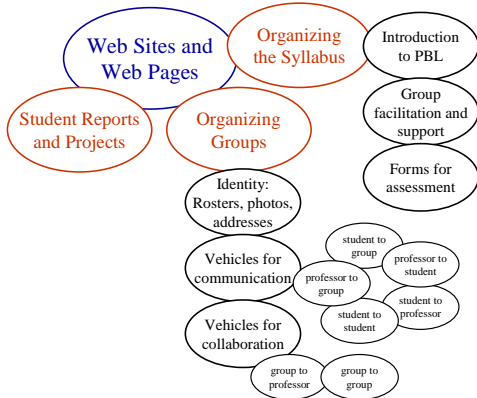 Web Sites and
Web Pages
Organizing
the Syllabus
Introduction
to PBL
Group
facilitation and
support
Forms for
assessment
Student Reports
and Projects
Organizing
Groups
Identity:
Rosters, photos,
addresses
Vehicles for
communication
Vehicles for
collaboration
student to
group
professor to
student
professor to
group
student to
professor
student to
student
group to
professor
group to
group